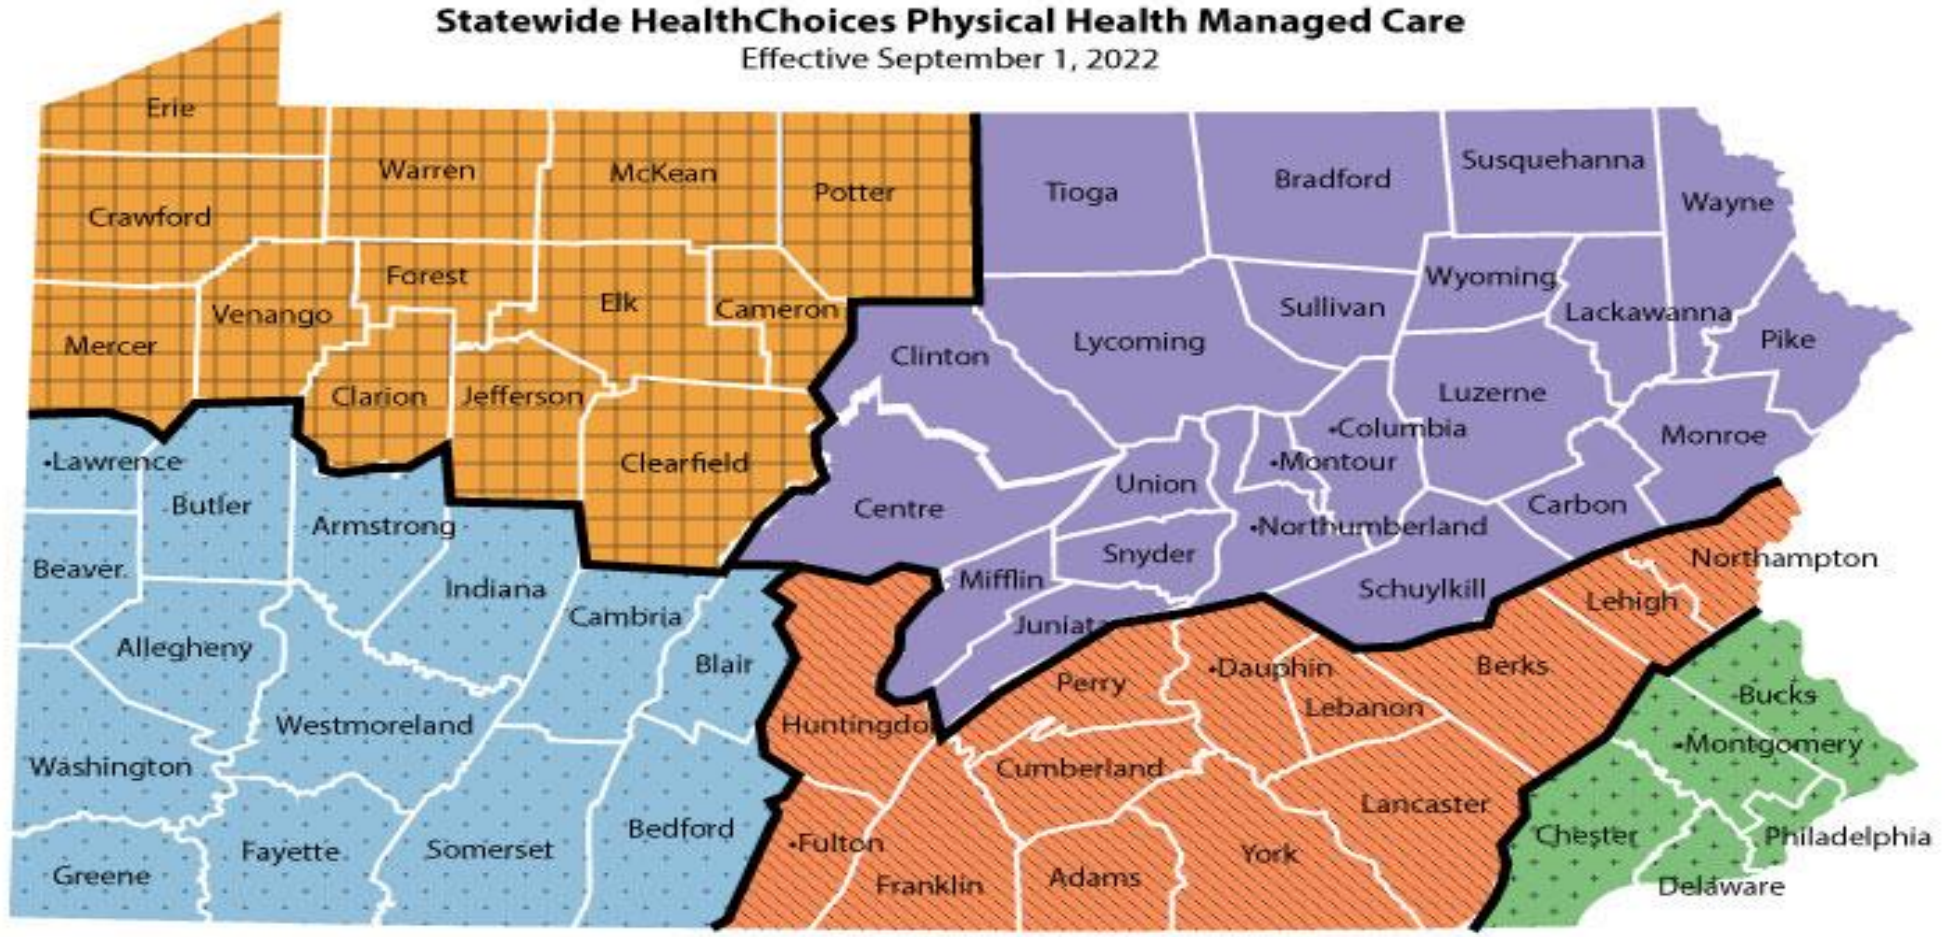 Statewide HealthChoices Physical Health Managed Care
Effective September 1, 2022
Erie
Warren
McKean
Potter
Crawford
Forest
Elk
Cameron
Venango
Mercer
Clarion
Jefferson
Clearfield
Tioga
Bradford
Susquehanna
Wayne
Wyoming
Sullivan
Lackawanna
Pike
Clinton
Lycoming
Luzerne
•Columbia
Monroe
•Montour
Union
Centre
Carbon
•Northumberland
Snyder
Mifflin
Schuylkill
Juniata
•Lawrence
Butler
Armstrong
Beaver
Indiana
Cambria
Allegheny
Blair
Westmoreland
Washington
Bedford
Somerset
Fayette
Greene
Northampton
Lehigh
Berks
•Dauphin
Perry
Lebanon
Huntingdo
Cumberland
Lancaster
•Fulton
York
Adams
Franklin
Bucks
•Montgomery
Chester
Philadelphia
Delaware